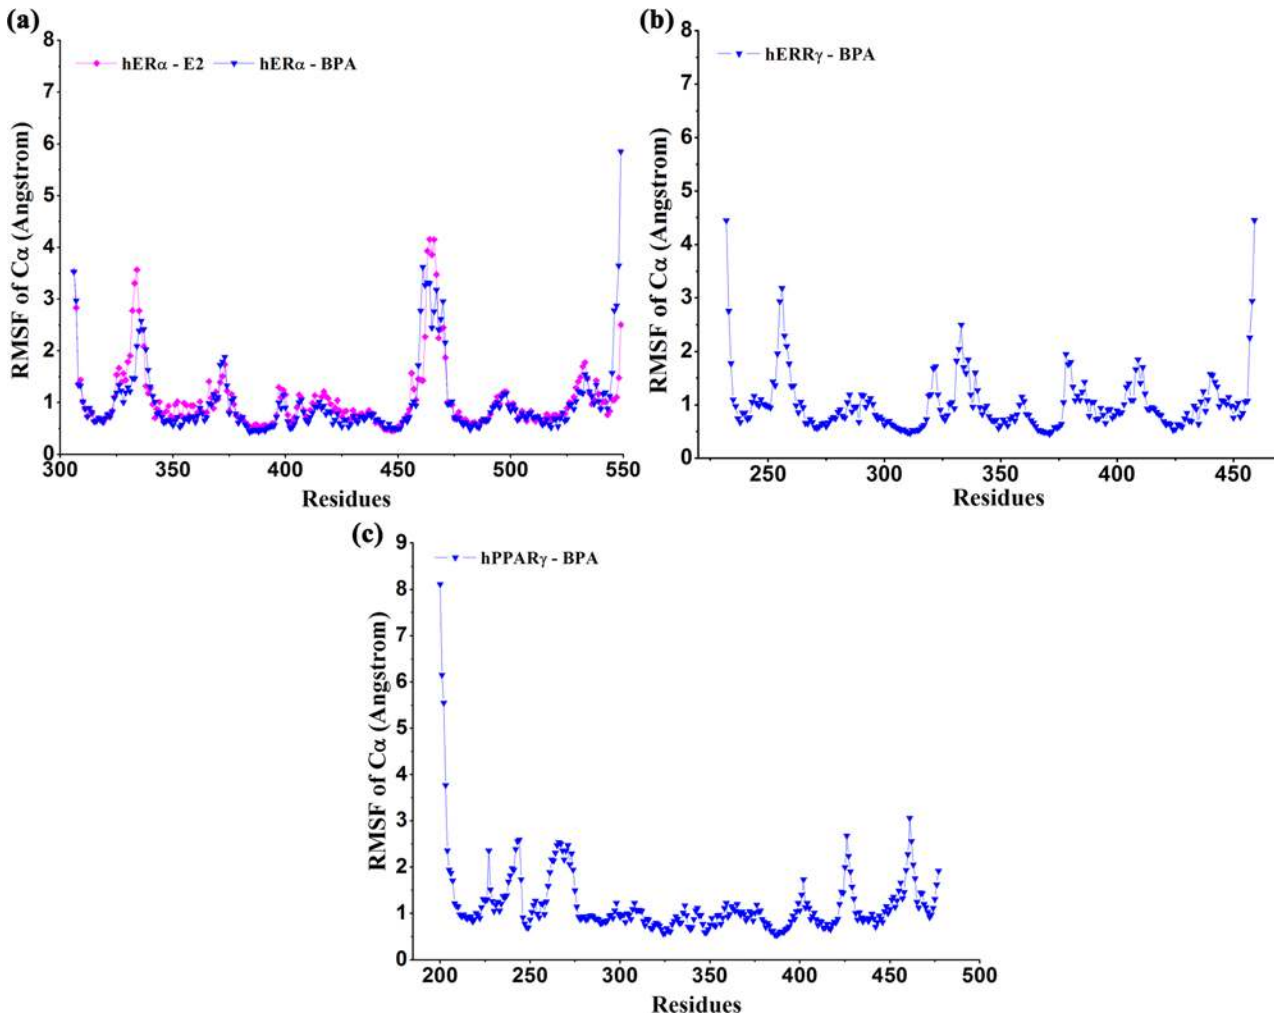 (a)
hERα - E2 hERα - BPA
RMSF of Cα (Angstrom)
8
7
6
5
4
3
2
1
0
300 350 400 450 500 550
Residues
(b)
hERRγ - BPA
RMSF of Cα (Angstrom)
8
7
6
5
4
3
2
1
0
250 300 350 400 450
Residues
(c)
hPPARγ - BPA
RMSF of Cα (Angstrom)
9
8
7
6
5
4
3
2
1
0
200 250 300 350 400 450 500
Residues